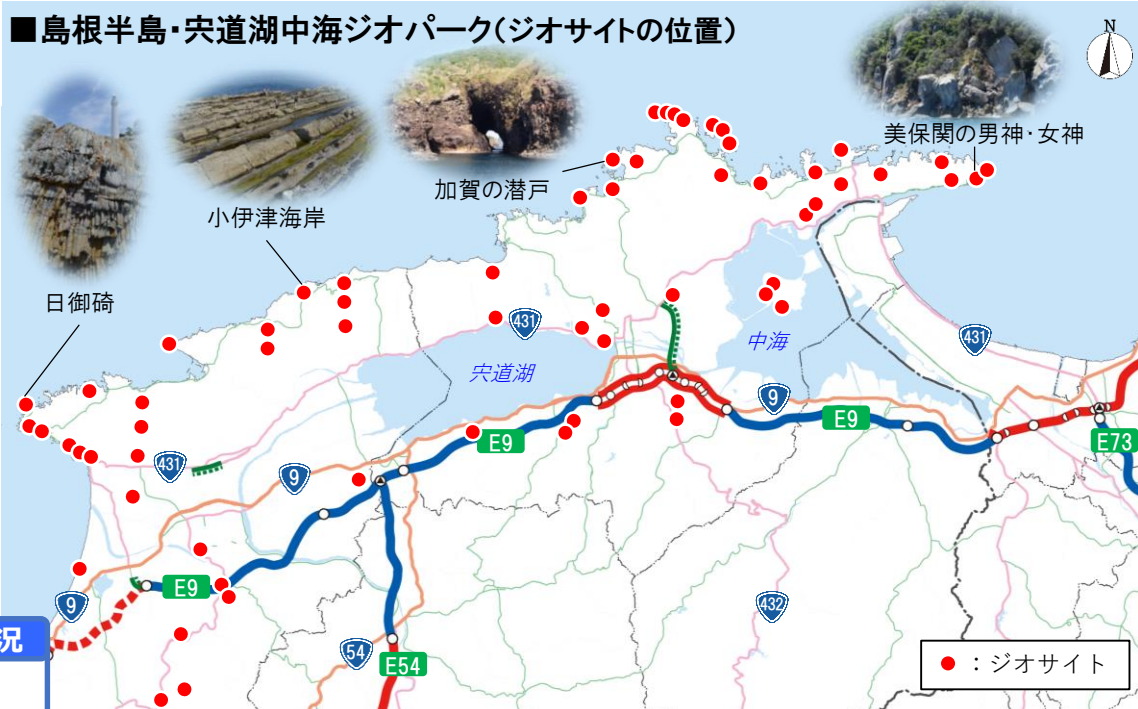 ■島根半島・宍道湖中海ジオパーク(ジオサイトの位置)
N
美保関の男神・女神
加賀の潜戸
小伊津海岸
日御碕
431
中海
431
宍道湖
9
E9
E9
E73
431
9
E9
9
432
況
54
E54
：ジオサイト